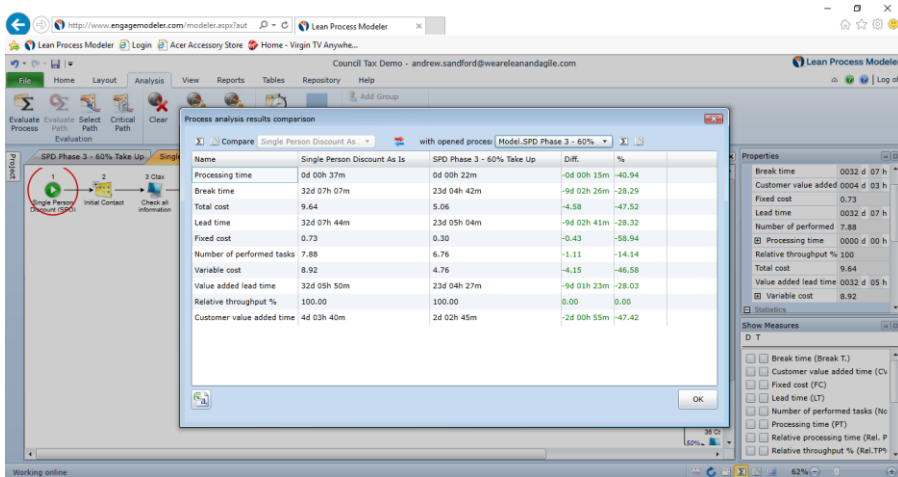 http://www.engagemodeler.com/modeler.aspx?aut
Lean Process Modeler
Lean Process Modeler Login Acer Accessory Store Home - Virgin TV Anywhe...
Council Tax Demo - andrew.sandford@weareleanandagile.com
Lean Process Modele
File Home Layout Analysis View Reports Tables Repository Help
Log of
Evaluate Process
Evaluate Path
Select Path
Critical Path
Clear
Add Group
Evaluation
Project
SPD Phase 3 - 60% Take Up
Single
1
Single Person Discount (SPD)
2
Initial Contact
3 Ctax
Check all information
Process analysis results comparison
Compare Single Person Discount As... with opened proces: Model.SPD Phase 3 - 60%
Name Single Person Discount As Is SPD Phase 3 - 60% Take Up Diff. %
Processing time 0d 00h 37m 0d 00h 22m -0d 00h 15m -40.94
Break time 32d 07h 07m 23d 04h 42m -9d 02h 26m -28.29
Total cost 9.64 5.06 -4.58 -47.52
Lead time 32d 07h 44m 23d 05h 04m -9d 02h 41m -28.32
Fixed cost 0.73 0.30 -0.43 -58.94
Number of performed tasks 7.88 6.76 -1.11 -14.14
Variable cost 8.92 4.76 -4.15 -46.58
Value added lead time 32d 05h 50m 23d 04h 27m -9d 01h 23m -28.03
Relative throughput % 100.00 100.00 0.00 0.00
Customer value added time 4d 03h 40m 2d 02h 45m -2d 00h 55m -47.42
OK
Properties
Break time 0032 d 07 h
Customer value added 0004 d 03 h
Fixed cost 0.73
Lead time 0032 d 07 h
Number of performed 7.88
Processing time 0000 d 00 h
Relative throughput % 100
Total cost 9.64
Value added lead time 0032 d 05 h
Variable cost 8.92
Statistics
Show Measures
D T
Break time (Break T.)
Customer value added time (CV
Fixed cost (FC)
Lead time (LT)
Number of performed tasks (No
Processing time (PT)
Relative processing time (Rel. P
Relative throughput % (Rel.TP%
36 Ct
50%
Working online
62%